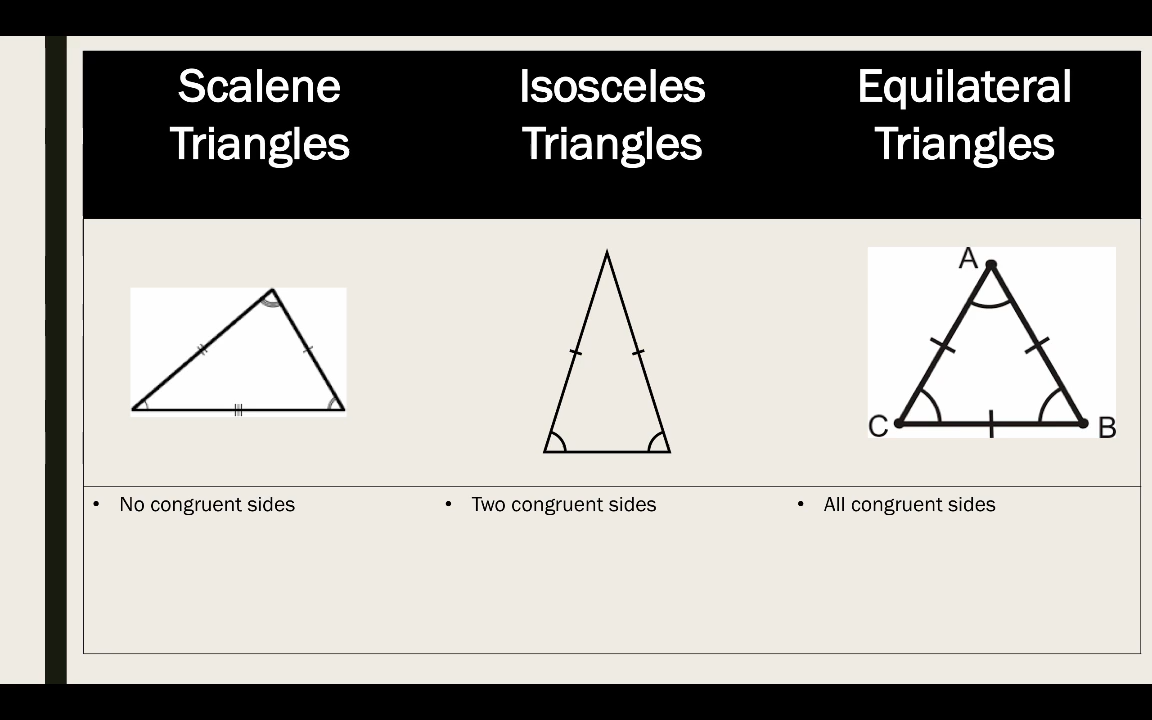 Scalene
Triangles
Isosceles
Triangles
Equilateral
Triangles
A
C
B
• No congruent sides
• Two congruent sides
• All congruent sides